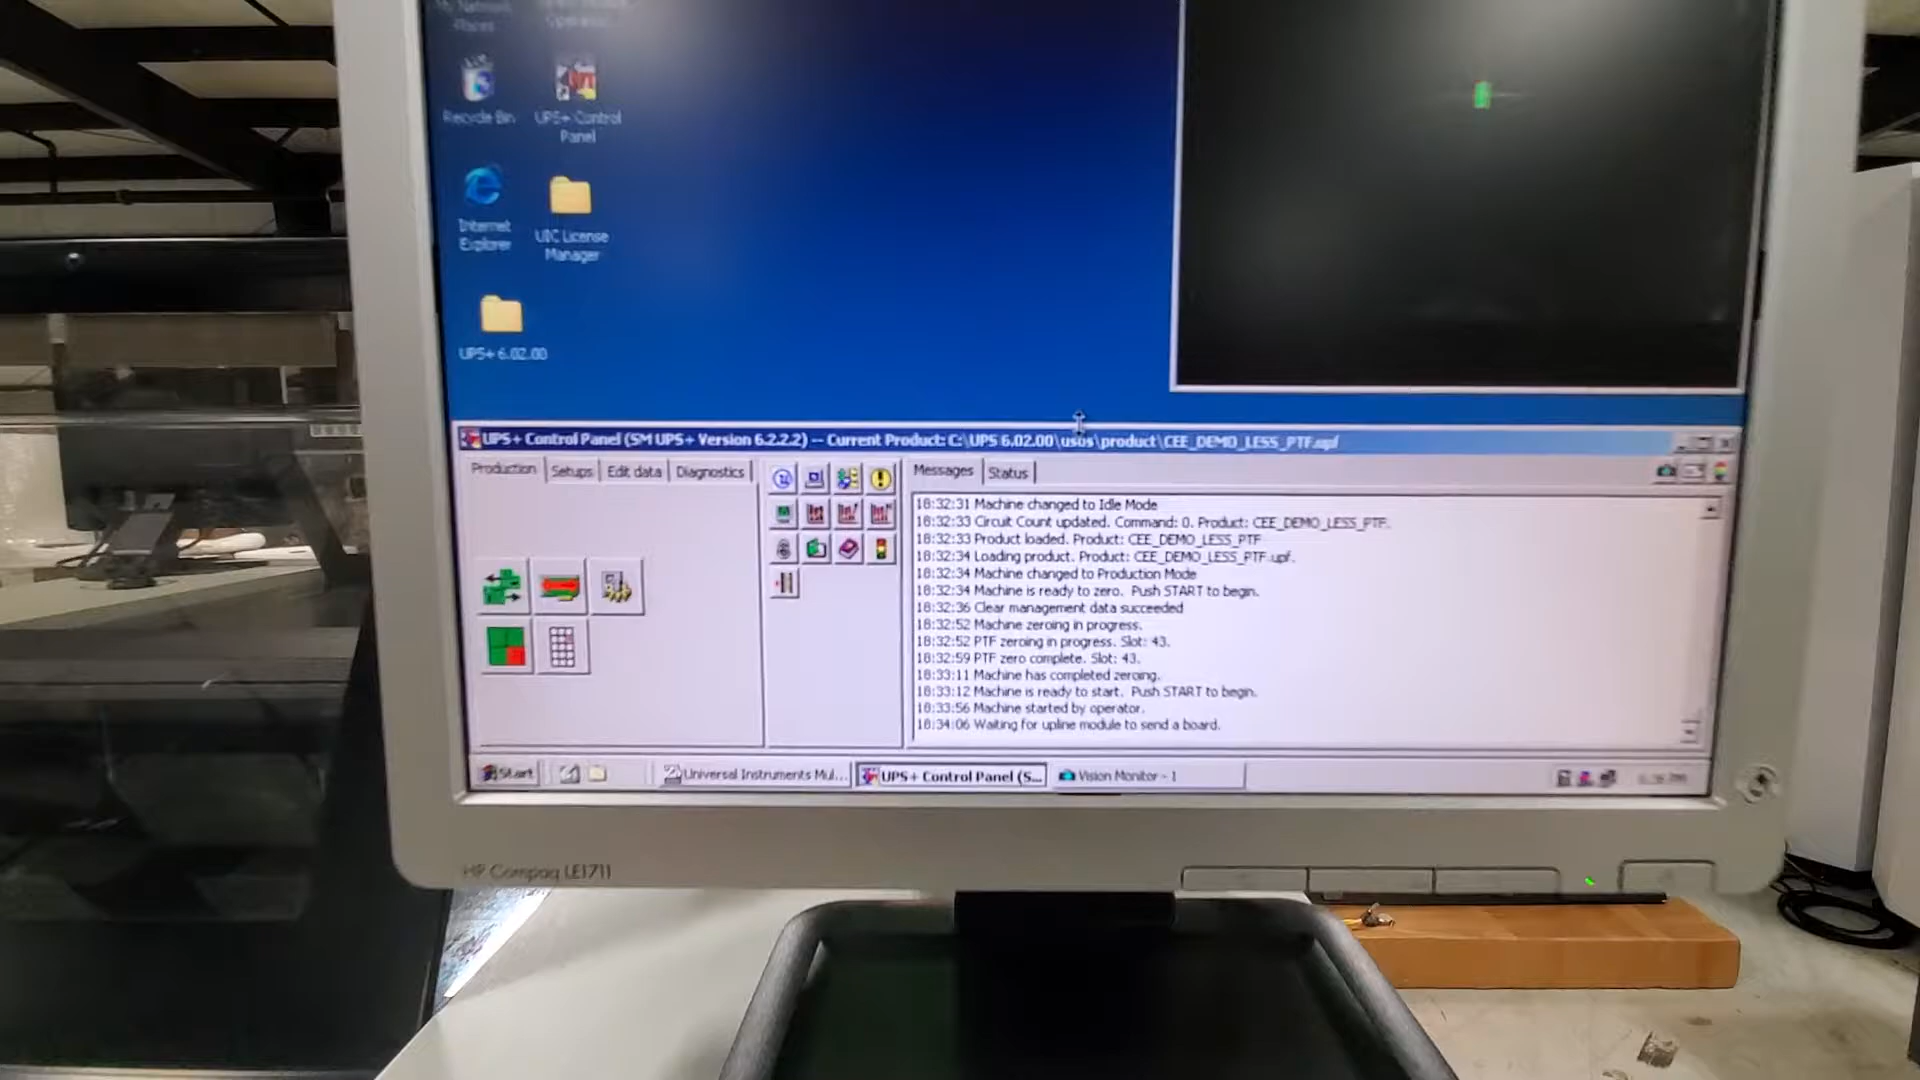 My Network
Places
Recycle Bin
UPS+ Control
Panel
Internet
Explorer
UIC License
Manager
UPS+ 6.02.00
UPS+ Control Panel (SM UPS+ Version 6.2.2.2) -- Current Product: C:\UPS 6.02.00\usos\product\CEE_DEMO_LESS_PTF.upf
Production
Setups
Edit data
Diagnostics
Messages
Status
18:32:31 Machine changed to Idle Mode
18:32:33 Circuit Count updated. Command: 0. Product: CEE_DEMO_LESS_PTF.
18:32:33 Product loaded. Product: CEE_DEMO_LESS_PTF
18:32:34 Loading product. Product: CEE_DEMO_LESS_PTF.upf.
18:32:34 Machine changed to Production Mode
18:32:34 Machine is ready to zero. Push START to begin.
18:32:36 Clear management data succeeded
18:32:52 Machine zeroing in progress.
18:32:52 PTF zeroing in progress. Slot: 43.
18:32:59 PTF zero complete. Slot: 43.
18:33:11 Machine has completed zeroing.
18:33:12 Machine is ready to start. Push START to begin.
18:33:56 Machine started by operator.
18:34:06 Waiting for upline module to send a board.
Start
Universal Instruments Mul...
UPS+ Control Panel (S...
Vision Monitor - 1
HP Compaq LE1711